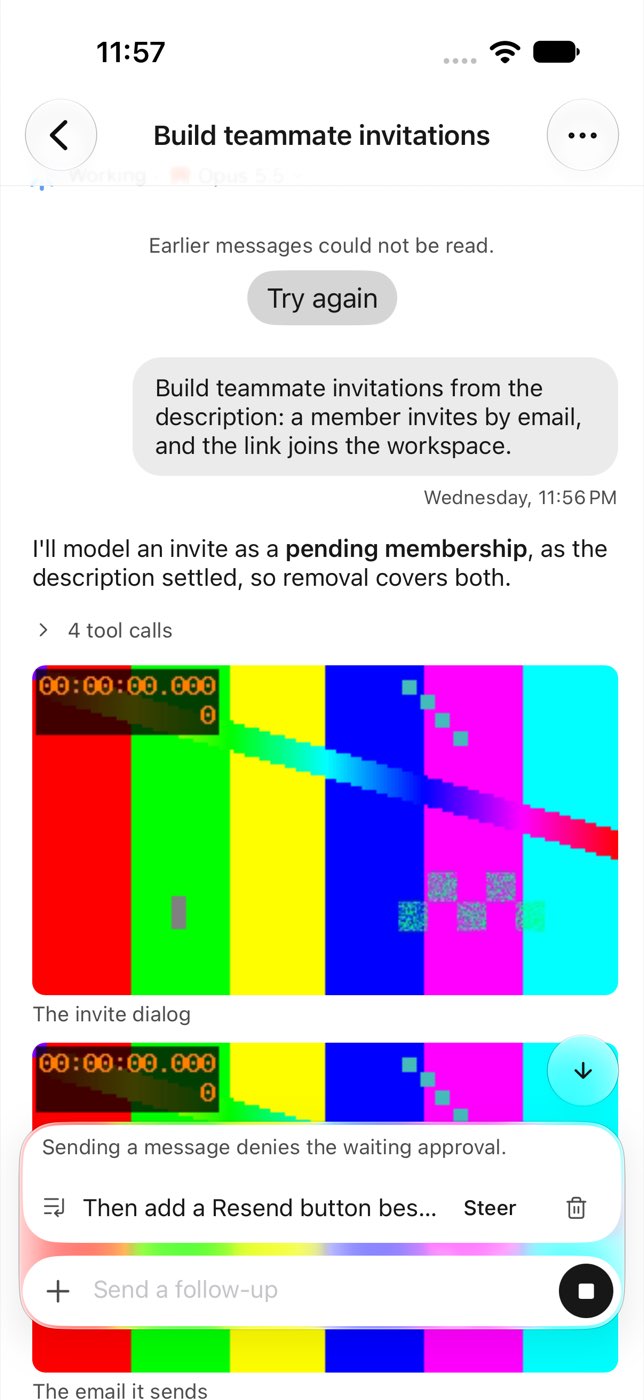 11:57
Build teammate invitations
Working · Opus 5.5 ·
Earlier messages could not be read.
Try again
Build teammate invitations from the
description: a member invites by email,
and the link joins the workspace.
Wednesday, 11:56 PM
I'll model an invite as a pending membership, as the
description settled, so removal covers both.
4 tool calls
00:00:00.000
0
The invite dialog
00:00:00.000
0
Sending a message denies the waiting approval.
Then add a Resend button bes... Steer
Send a follow-up
The email it sends